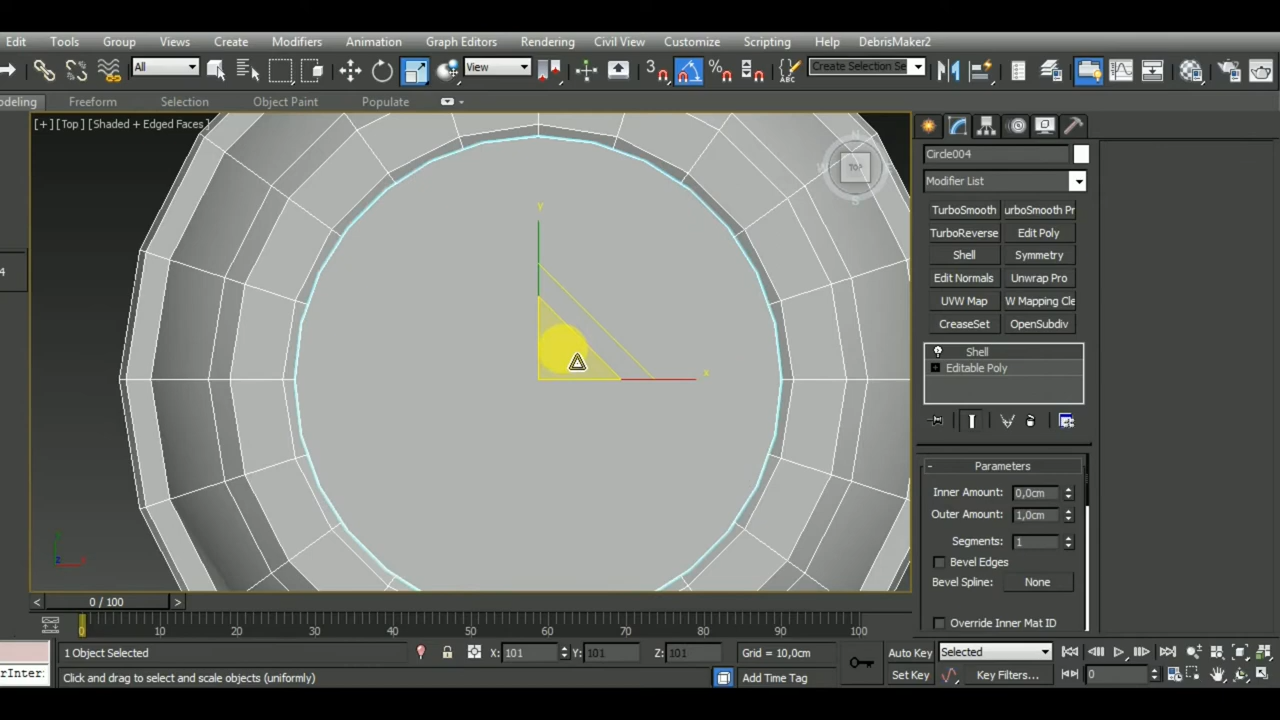 Edit Tools Group Views Create Modifiers Animation Graph Editors Rendering Civil View Customize Scripting Help DebrisMaker2
All View 3 ABC Create Selection Se
odeling Freeform Selection Object Paint Populate
[+] [Top] [Shaded + Edged Faces]
N
TOP
S
Y
x
4
Circle004
Modifier List
TurboSmooth urboSmooth Pr
TurboReverse Edit Poly
Shell Symmetry
Edit Normals Unwrap Pro
UVW Map W Mapping Cle
CreaseSet OpenSubdiv
Shell
Editable Poly
- Parameters
Inner Amount: 0,0cm
Outer Amount: 1,0cm
Segments: 1
Bevel Edges
Bevel Spline: None
Override Inner Mat ID
< 0 / 100 >
0 10 20 30 40 50 60 70 80 90 100
1 Object Selected X: 101 Y: 101 Z: 101 Grid = 10,0cm Auto Key Selected
rInter: Click and drag to select and scale objects (uniformly) Add Time Tag Set Key Key Filters... 0